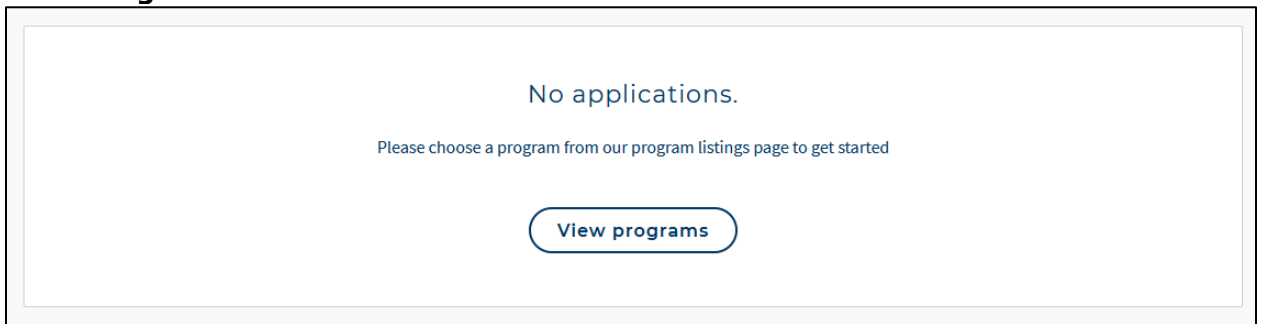 No applications.
Please choose a program from our program listings page to get started
View programs